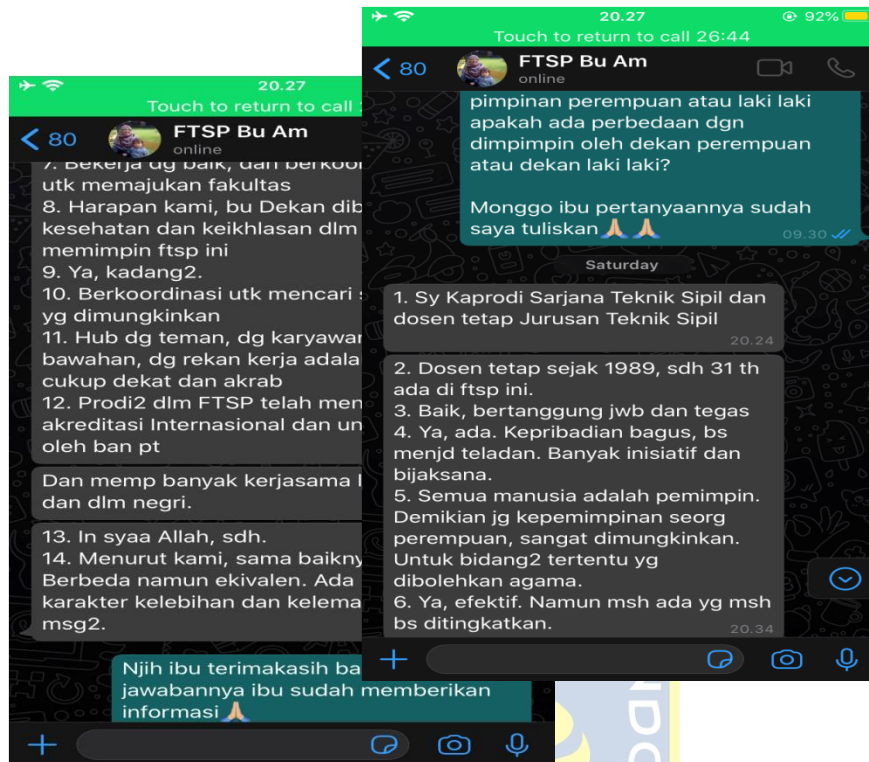 20.27
92%
Touch to return to call 26:44
80
FTSP Bu Am
online
pimpinan perempuan atau laki laki
apakah ada perbedaan dgn
dimpimpin oleh dekan perempuan
atau dekan laki laki?
Monggo ibu pertanyaannya sudah
saya tuliskan 🙏🙏
09.30
Saturday
1. Sy Kaprodi Sarjana Teknik Sipil dan
dosen tetap Jurusan Teknik Sipil
20.24
2. Dosen tetap sejak 1989, sdh 31 th
ada di ftsp ini.
3. Baik, bertanggung jwb dan tegas
4. Ya, ada. Kepribadian bagus, bs
menjd teladan. Banyak inisiatif dan
bijaksana.
5. Semua manusia adalah pemimpin.
Demikian jg kepemimpinan seorg
perempuan, sangat dimungkinkan.
Untuk bidang2 tertentu yg
dibolehkan agama.
6. Ya, efektif. Namun msh ada yg msh
bs ditingkatkan.
20.34
20.27
Touch to return to call
80
FTSP Bu Am
online
7. Bekerja dg baik, dan berkoor
utk memajukan fakultas
8. Harapan kami, bu Dekan dib
kesehatan dan keikhlasan dlm
memimpin ftsp ini
9. Ya, kadang2.
10. Berkoordinasi utk mencari
yg dimungkinkan
11. Hub dg teman, dg karyawan
bawahan, dg rekan kerja adala
cukup dekat dan akrab
12. Prodi2 dlm FTSP telah men
akreditasi Internasional dan un
oleh ban pt
Dan memp banyak kerjasama
dan dlm negri.
13. In syaa Allah, sdh.
14. Menurut kami, sama baikny
Berbeda namun ekivalen. Ada
karakter kelebihan dan kelema
msg2.
Njih ibu terimakasih ba
jawabannya ibu sudah memberikan
informasi 🙏